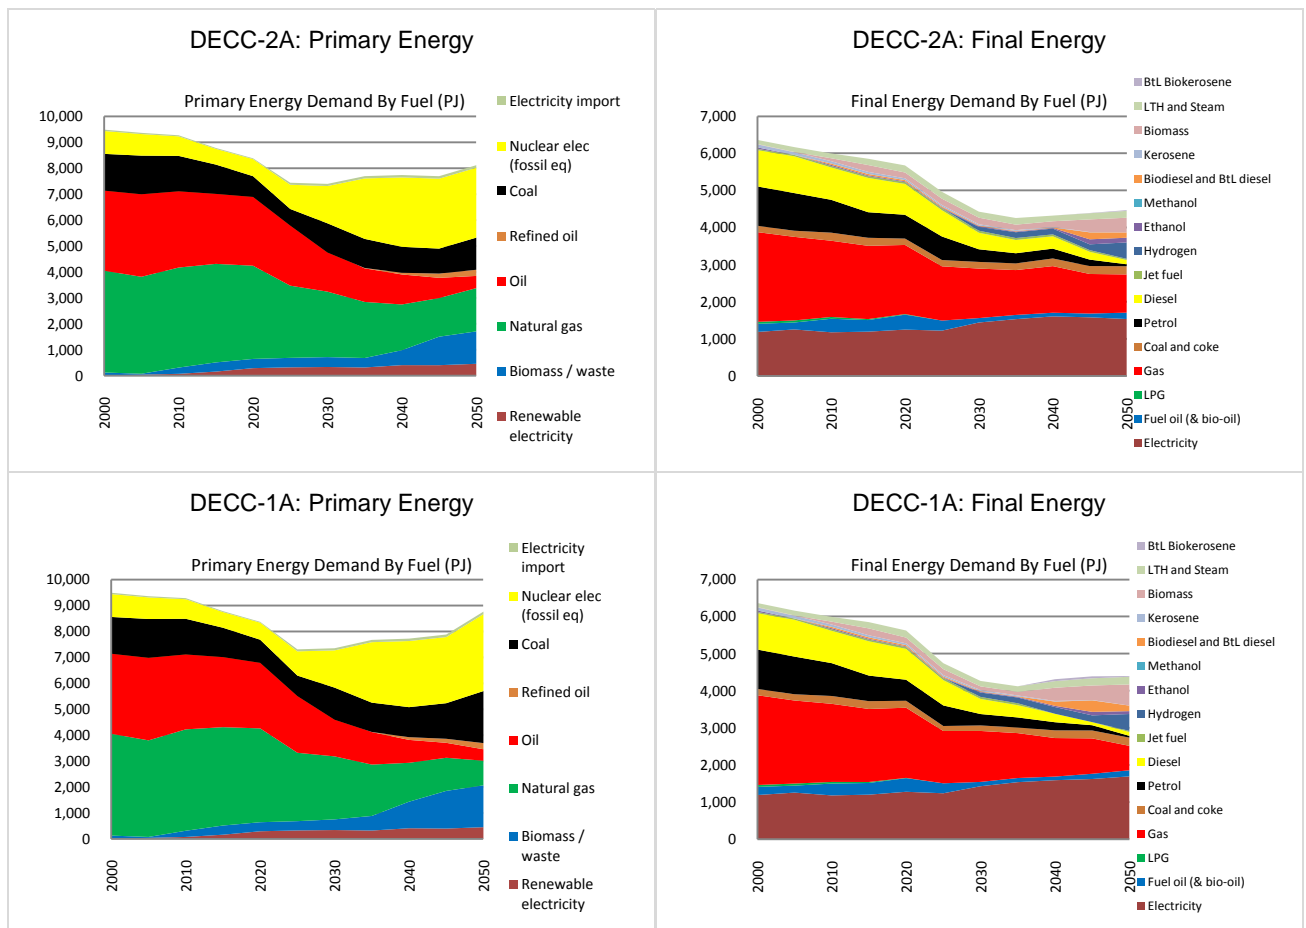 DECC-2A: Primary Energy
Primary Energy Demand By Fuel (PJ)
10,000
9,000
8,000
7,000
6,000
5,000
4,000
3,000
2,000
1,000
0
2000
2010
2020
2030
2040
2050
Electricity import
Nuclear elec
(fossil eq)
Coal
Refined oil
Oil
Natural gas
Biomass / waste
Renewable
electricity
DECC-2A: Final Energy
Final Energy Demand By Fuel (PJ)
7,000
6,000
5,000
4,000
3,000
2,000
1,000
0
2000
2010
2020
2030
2040
2050
BtL Biokerosene
LTH and Steam
Biomass
Kerosene
Biodiesel and BtL diesel
Methanol
Ethanol
Hydrogen
Jet fuel
Diesel
Petrol
Coal and coke
Gas
LPG
Fuel oil (& bio-oil)
Electricity
DECC-1A: Primary Energy
Primary Energy Demand By Fuel (PJ)
10,000
9,000
8,000
7,000
6,000
5,000
4,000
3,000
2,000
1,000
0
2000
2010
2020
2030
2040
2050
Electricity
import
Nuclear elec
(fossil eq)
Coal
Refined oil
Oil
Natural gas
Biomass /
waste
Renewable
electricity
DECC-1A: Final Energy
Final Energy Demand By Fuel (PJ)
7,000
6,000
5,000
4,000
3,000
2,000
1,000
0
2000
2010
2020
2030
2040
2050
BtL Biokerosene
LTH and Steam
Biomass
Kerosene
Biodiesel and BtL diesel
Methanol
Ethanol
Hydrogen
Jet fuel
Diesel
Petrol
Coal and coke
Gas
LPG
Fuel oil (& bio-oil)
Electricity